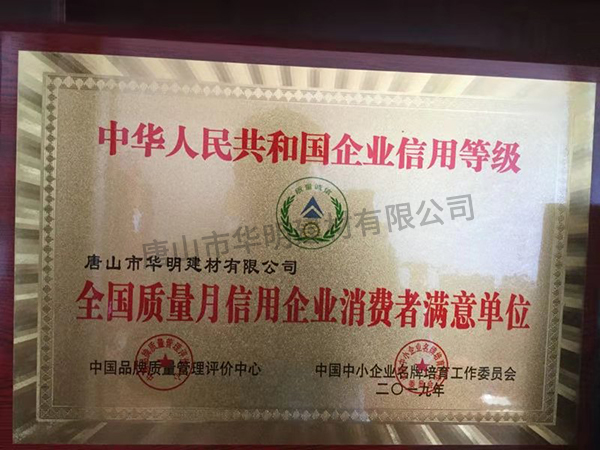 中华人民共和国企业信用等级
质量诚信
唐山市华明建材有限公司
唐山市华明建材有限公司
全国质量月信用企业消费者满意单位
中国品牌质量管理评价中心
中国中小企业名牌培育工作委员会
二〇一九年